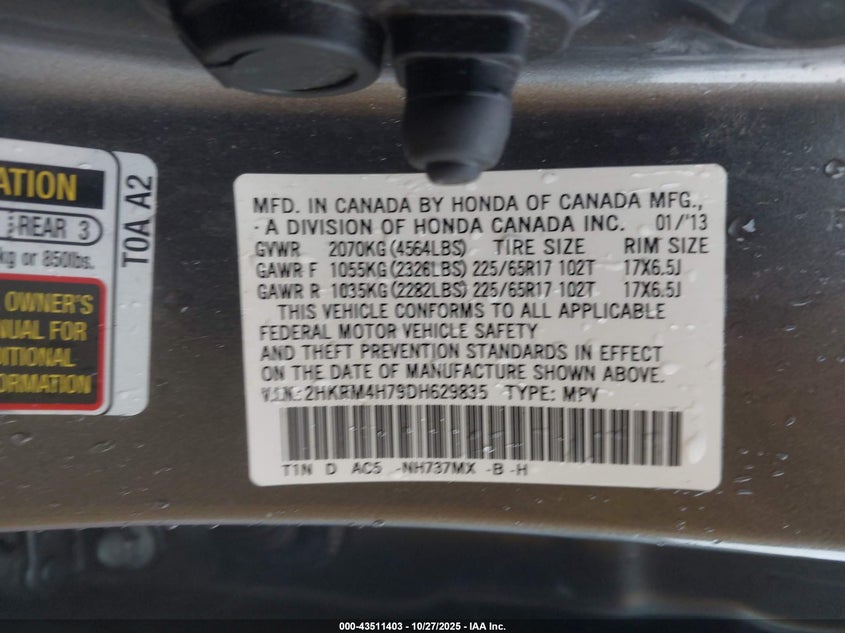 ATION
REAR 3
kg or 850lbs.
OWNER'S
NUAL FOR
DITIONAL
FORMATION
T0A A2
MFD. IN CANADA BY HONDA OF CANADA MFG.,
A DIVISION OF HONDA CANADA INC. 01/'13
GVWR 2070KG(4564LBS) TIRE SIZE RIM SIZE
GAWR F 1055KG(2326LBS) 225/65R17 102T 17X6.5J
GAWR R 1035KG(2282LBS) 225/65R17 102T 17X6.5J
THIS VEHICLE CONFORMS TO ALL APPLICABLE
FEDERAL MOTOR VEHICLE SAFETY
AND THEFT PREVENTION STANDARDS IN EFFECT
ON THE DATE OF MANUFACTURE SHOWN ABOVE.
V.I.N.:2HKRM4H79DH629835 TYPE: MPV
T1N D AC5 -NH737MX -B -H
000-43511403 - 10/27/2025 - IAA Inc.